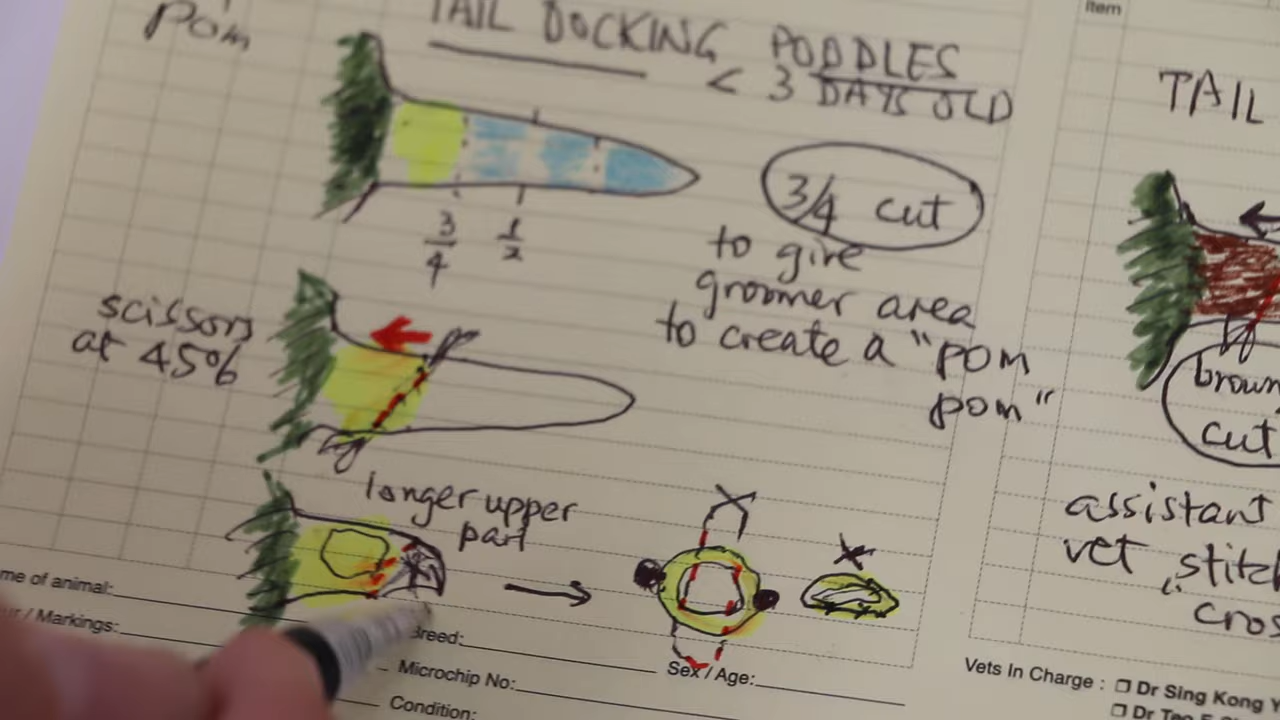 Pom
TAIL DOCKING POODLES
< 3 DAYS OLD
3/4 1/2
3/4 cut
to give
groomer area
to create a "pom
pom"
scissors
at 45%
longer upper
part
me of animal:
ur / Markings:
Breed:
Microchip No:
Sex / Age:
Condition:
Item
TAIL
brown
cut
assistant
vet "stitch
cros
Vets In Charge :
Dr Sing Kong Y